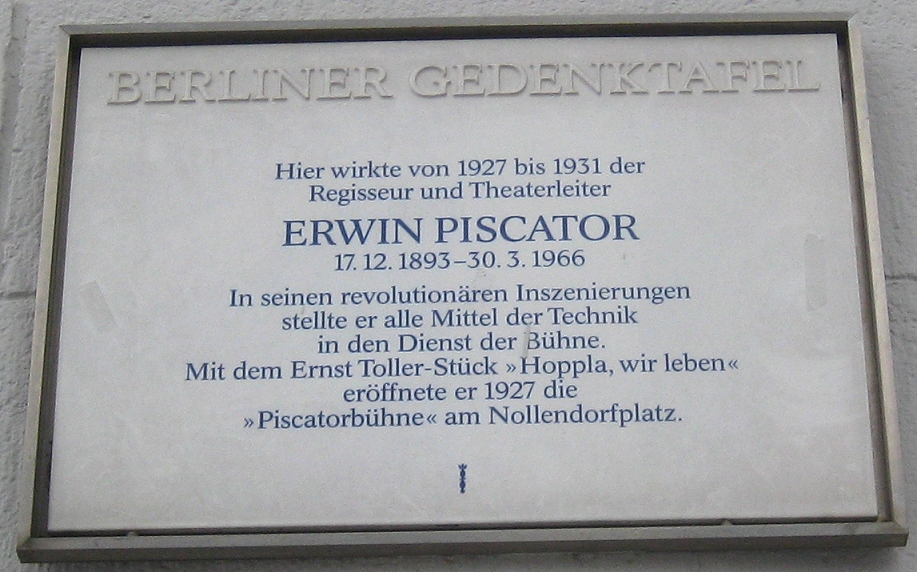 BERLINER GEDENKTAFEL
Hier wirkte von 1927 bis 1931 der
Regisseur und Theaterleiter
ERWIN PISCATOR
17. 12. 1893–30. 3. 1966
In seinen revolutionären Inszenierungen
stellte er alle Mittel der Technik
in den Dienst der Bühne.
Mit dem Ernst Toller-Stück »Hoppla, wir leben«
eröffnete er 1927 die
»Piscatorbühne« am Nollendorfplatz.